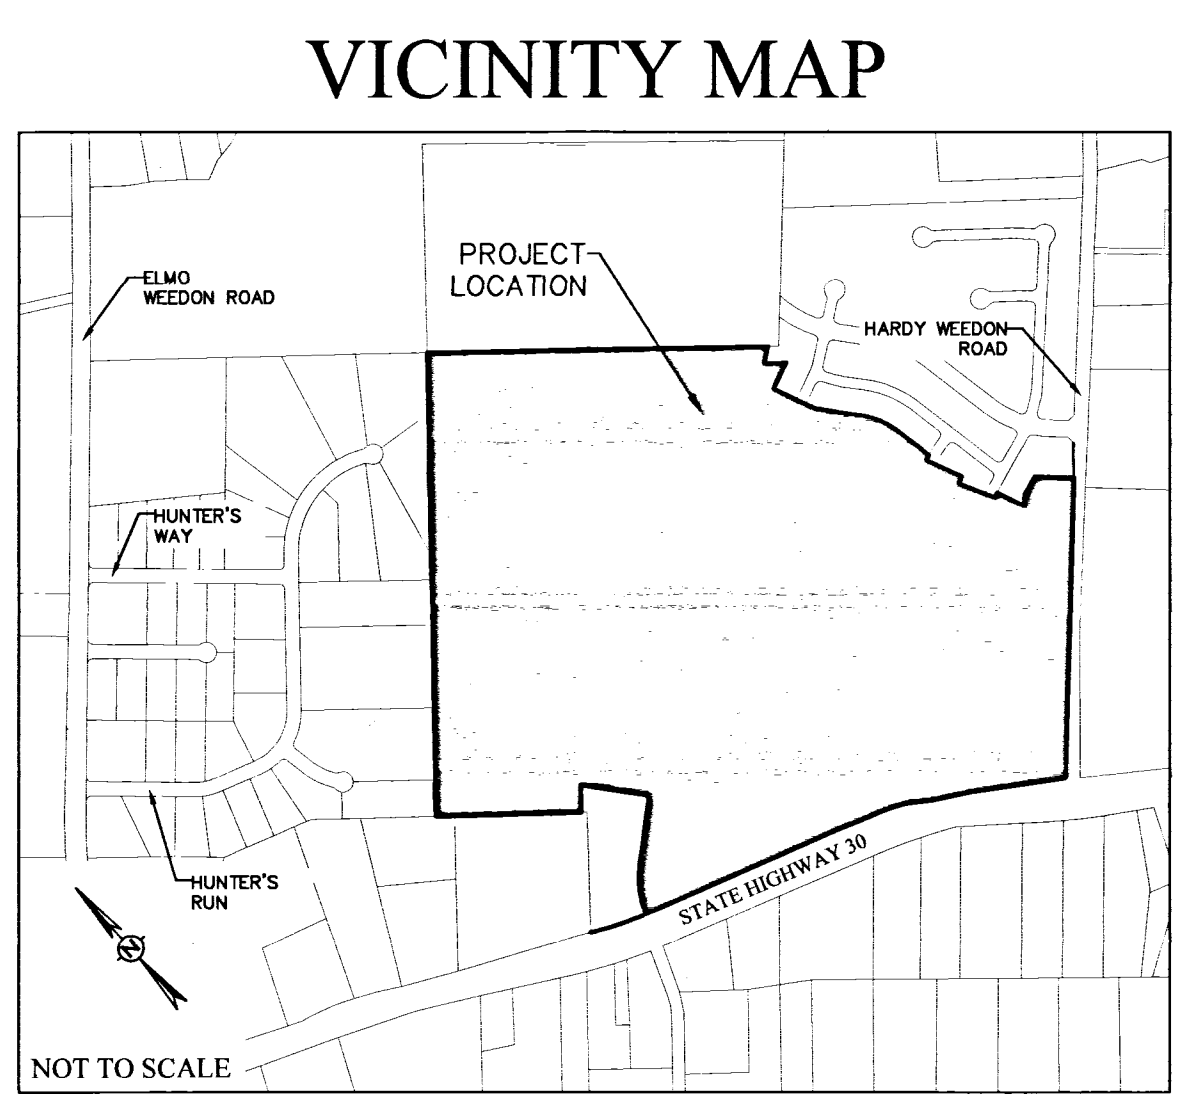 VICINITY MAP
PROJECT
LOCATION
ELMO
WEEDON ROAD
HARDY WEEDON
ROAD
HUNTER'S
WAY
HUNTER'S
RUN
STATE HIGHWAY 30
N
NOT TO SCALE